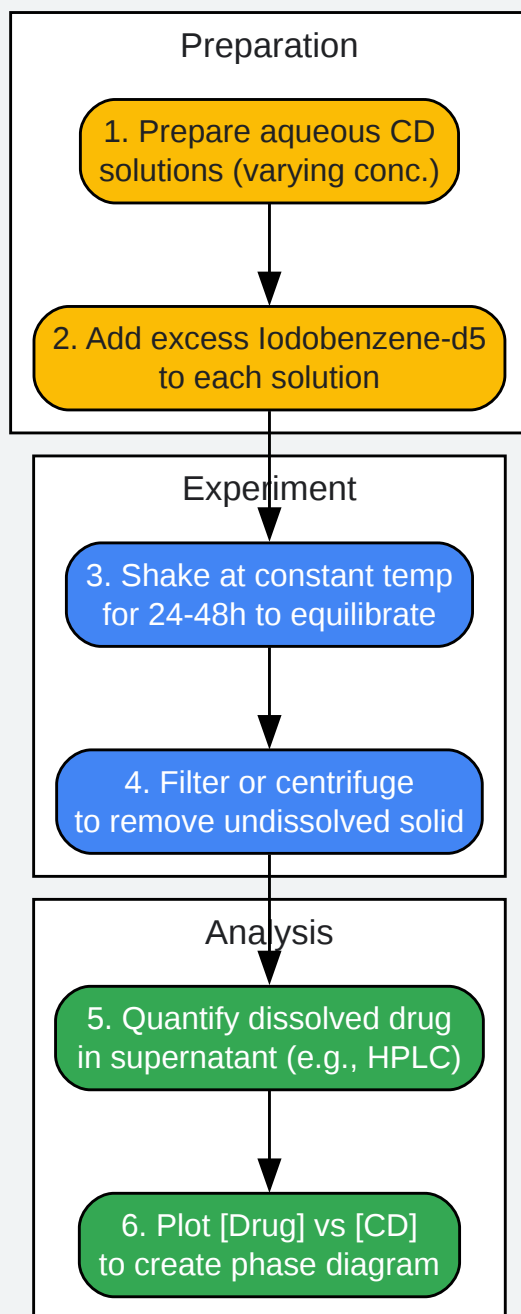 Preparation
1. Prepare aqueous CD
solutions (varying conc.)
2. Add excess Iodobenzene-d5
to each solution
Experiment
3. Shake at constant temp
for 24-48h to equilibrate
4. Filter or centrifuge
to remove undissolved solid
Analysis
5. Quantify dissolved drug
in supernatant (e.g., HPLC)
6. Plot [Drug] vs [CD]
to create phase diagram